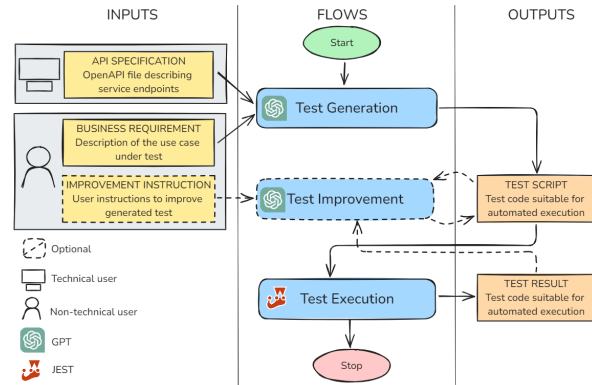 INPUTS
FLOWS
OUTPUTS
API SPECIFICATION
OpenAPI file describing
service endpoints
Start
Test Generation
BUSINESS REQUIREMENT
Description of the use case
under test
IMPROVEMENT INSTRUCTION
User instructions to improve
generated test
Test Improvement
TEST SCRIPT
Test code suitable for
automated execution
Optional
Technical user
Non-technical user
GPT
JEST
Test Execution
TEST RESULT
Test code suitable for
automated execution
Stop